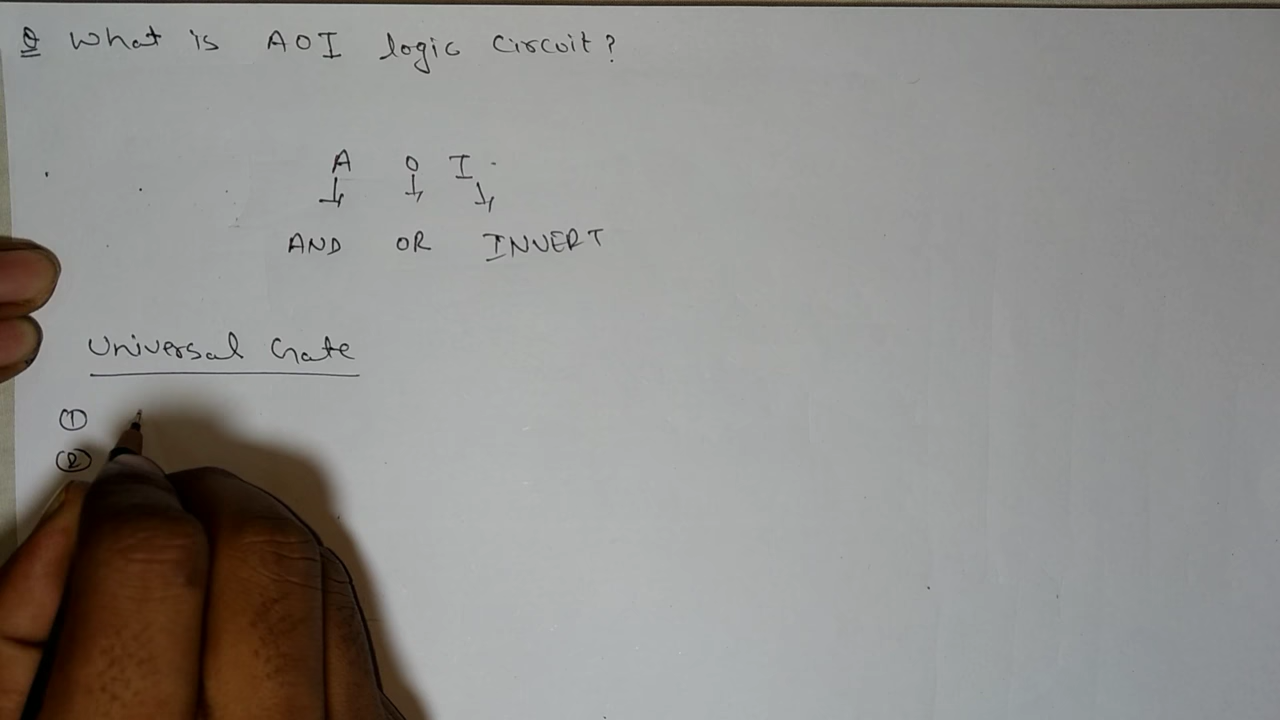 Q What is AOI logic circuit?
A O I
AND OR INVERT
Universal Gate
①
②